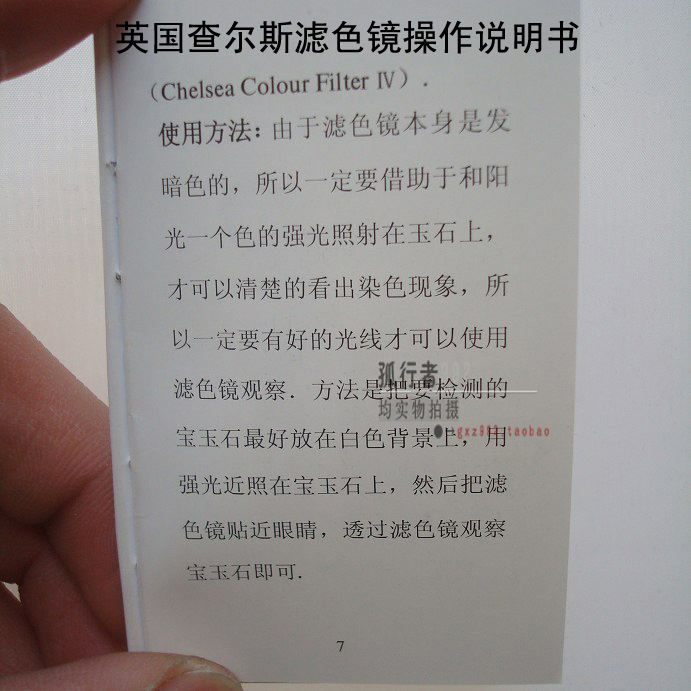 英国查尔斯滤色镜操作说明书
（Chelsea Colour Filter Ⅳ）.
使用方法：由于滤色镜本身是发
暗色的，所以一定要借助于和阳
光一个色的强光照射在玉石上，
才可以清楚的看出染色现象，所
以一定要有好的光线才可以使用
滤色镜观察．方法是把要检测的
孤行者
均实物拍摄
宝玉石最好放在白色背景上，用
强光近照在宝玉石上，然后把滤
色镜贴近眼睛，透过滤色镜观察
宝玉石即可.
7